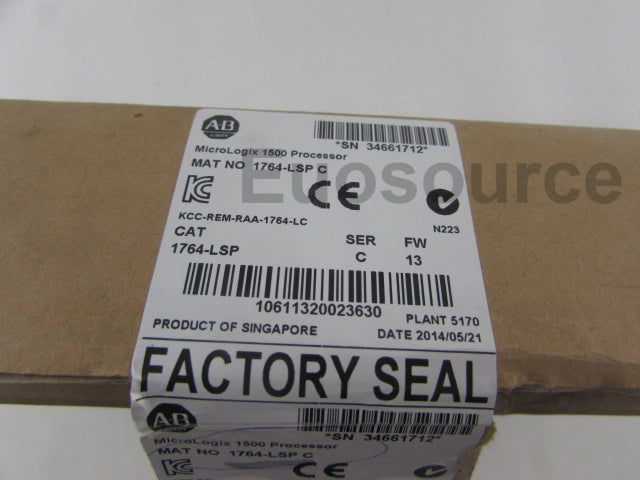 AB
*SN 34661712*
MicroLogix 1500 Processor
MAT NO 1764-LSP C
Euosource
KCC-REM-RAA-1764-LC
N223
CAT
SER FW
1764-LSP
C 13
10611320023630
PLANT 5170
PRODUCT OF SINGAPORE
DATE 2014/05/21
FACTORY SEAL
AB
*SN 34661712*
MicroLogix 1500 Processor
MAT NO 1764-LSP C